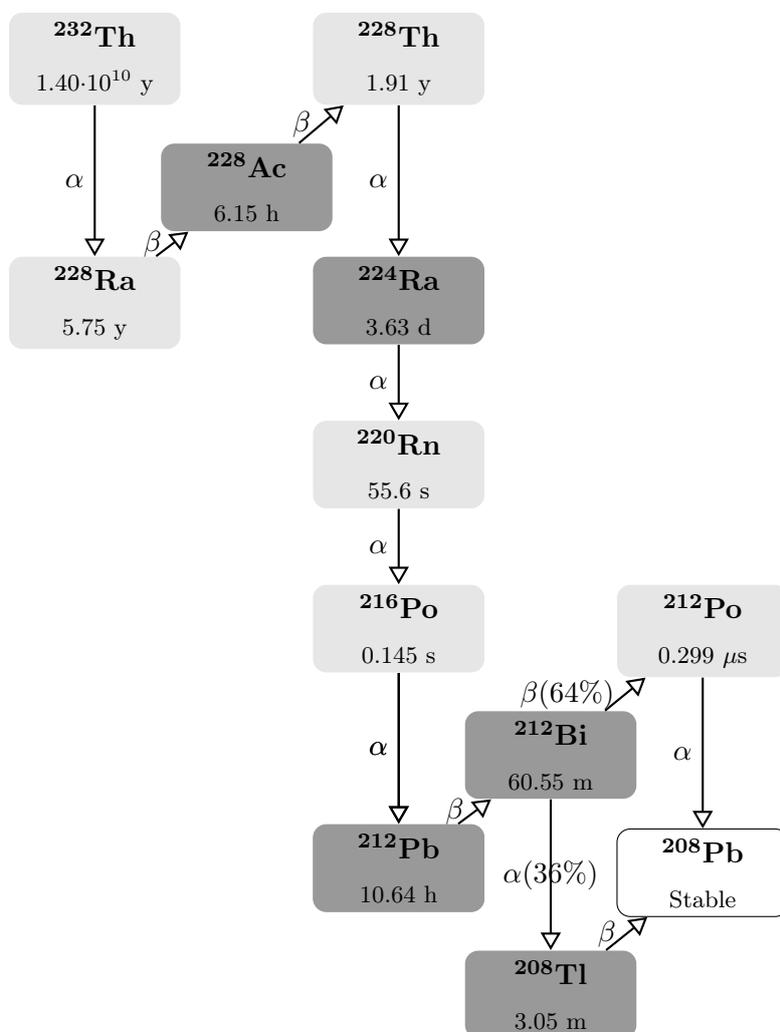 ²³²Th
1.40·10¹⁰ y
²²⁸Th
1.91 y
β
α
²²⁸Ac
6.15 h
α
β
²²⁸Ra
5.75 y
²²⁴Ra
3.63 d
α
²²⁰Rn
55.6 s
α
²¹⁶Po
0.145 s
²¹²Po
0.299 μs
β(64%)
α
²¹²Bi
60.55 m
α
β
²¹²Pb
10.64 h
α(36%)
²⁰⁸Pb
Stable
β
²⁰⁸Tl
3.05 m